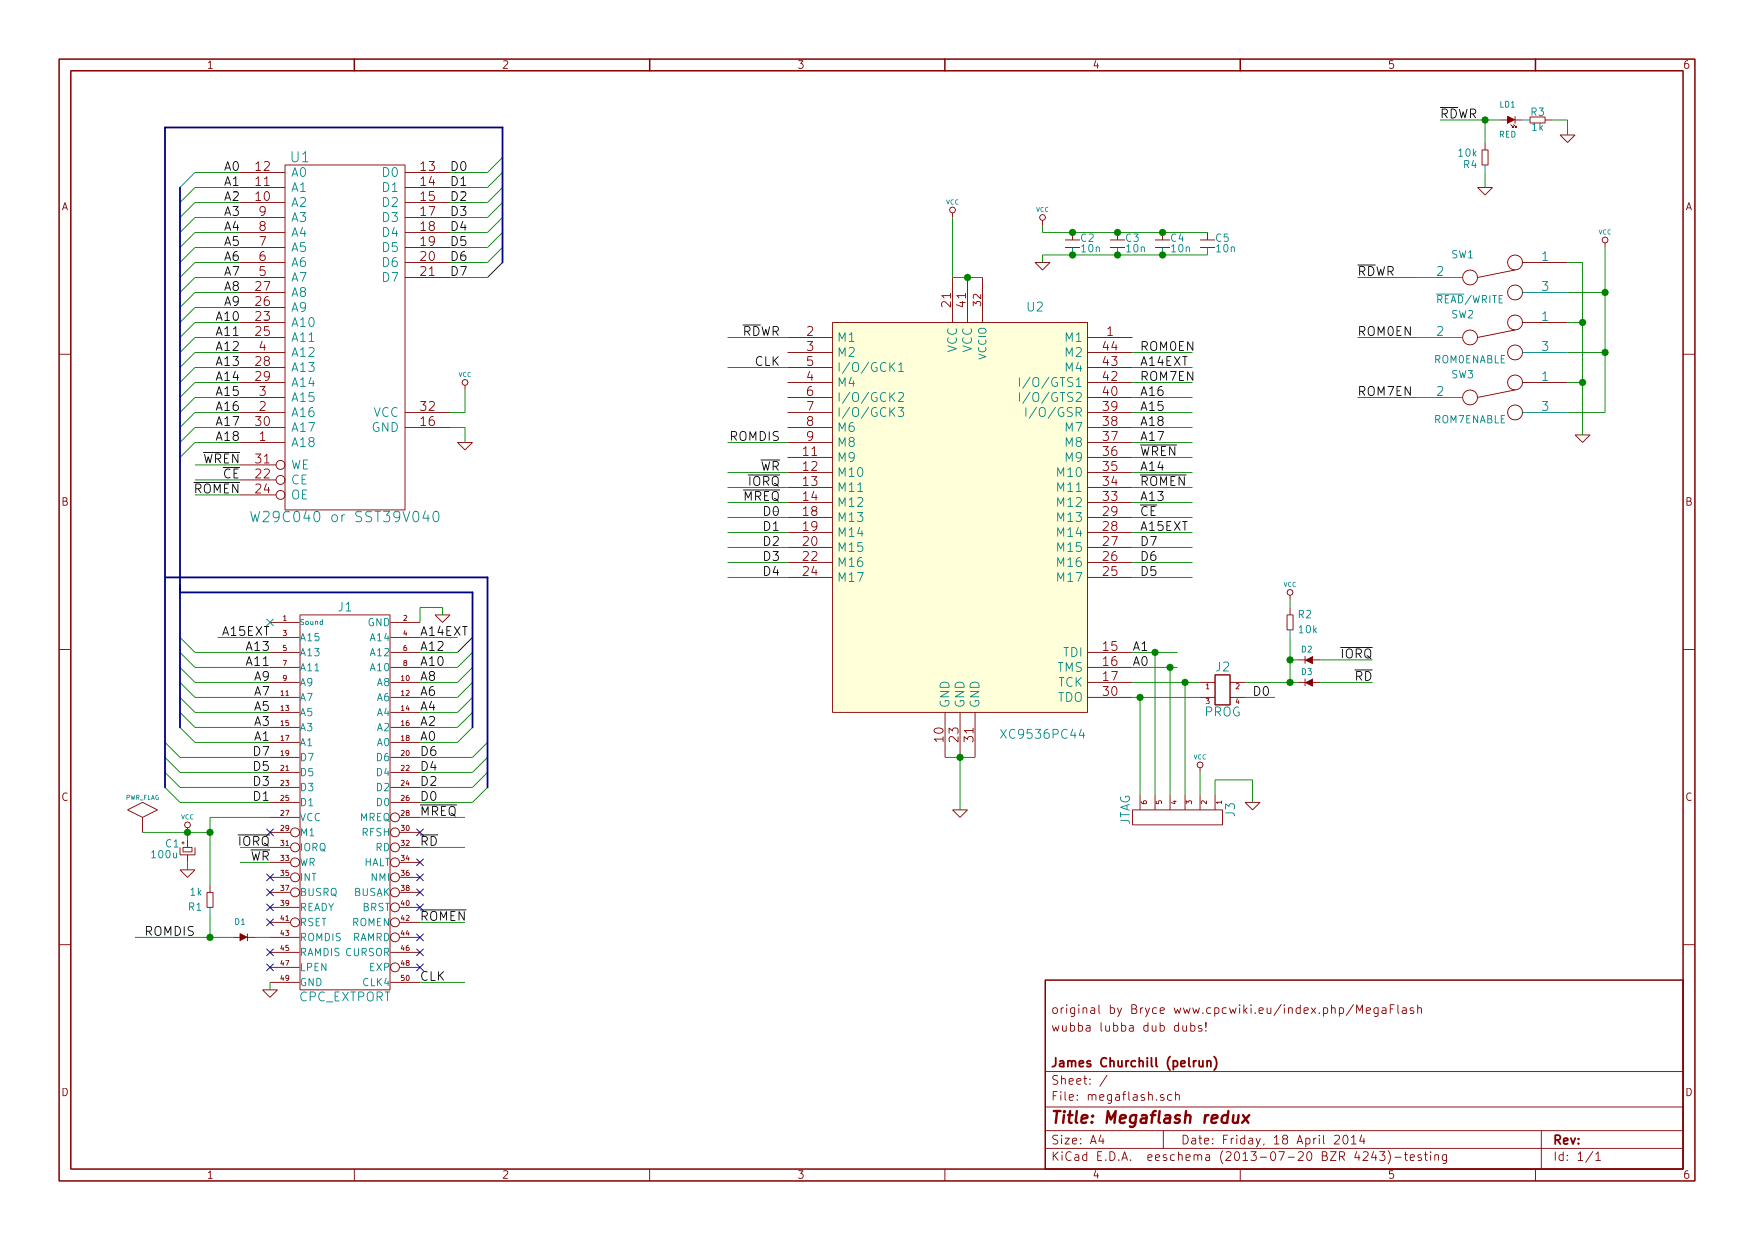 1 2 3 4 5 6
A
B
C
D
U1
A0 12 A0
A1 11 A1
A2 10 A2
A3 9 A3
A4 8 A4
A5 7 A5
A6 6 A6
A7 5 A7
A8 27 A8
A9 26 A9
A10 23 A10
A11 25 A11
A12 4 A12
A13 28 A13
A14 29 A14
A15 3 A15
A16 2 A16
A17 30 A17
A18 1 A18
WREN 31 WE
CE 22 CE
ROMEN 24 OE
D0 13 D0
D1 14 D1
D2 15 D2
D3 17 D3
D4 18 D4
D5 19 D5
D6 20 D6
D7 21 D7
VCC
VCC 32
GND 16
W29C040 or SST39V040
J1
1 Sound
A15EXT 3 A15
A13 5 A13
A11 7 A11
A9 9 A9
A7 11 A7
A5 13 A5
A3 15 A3
A1 17 A1
D7 19 D7
D5 21 D5
D3 23 D3
D1 25 D1
27 VCC
29 M1
IORQ 31 IORQ
WR 33 WR
35 INT
37 BUSRQ
39 READY
41 RSET
ROMDIS D1 43 ROMDIS
45 RAMDIS
47 LPEN
49 GND
GND 2
A14 4 A14EXT
A12 6 A12
A10 8 A10
A8 10 A8
A6 12 A6
A4 14 A4
A2 16 A2
A0 18 A0
D6 20 D6
D4 22 D4
D2 24 D2
D0 26 D0
MREQ 28 MREQ
RFSH 30
RD 32 RD
HALT 34
NMI 36
BUSAK 38
BRST 40
ROMEN 42 ROMEN
RAMRD 44
CURSOR 46
EXP 48
CLK4 50 CLK
CPC_EXTPORT
PWR_FLAG
VCC
C1
100u
1k
R1
VCC
VCC
C2 10n
C3 10n
C4 10n
C5 10n
U2
21 VCC
41 VCC
32 VCCIO
RDWR 2 M1
3 M2
CLK 5 I/O/GCK1
4 M4
6 I/O/GCK2
7 I/O/GCK3
8 M6
ROMDIS 9 M8
11 M9
WR 12 M10
IORQ 13 M11
MREQ 14 M12
D0 18 M13
D1 19 M14
D2 20 M15
D3 22 M16
D4 24 M17
M1 1
M2 44 ROM0EN
M4 43 A14EXT
I/O/GTS1 42 ROM7EN
I/O/GTS2 40 A16
I/O/GSR 39 A15
M7 38 A18
M8 37 A17
M9 36 WREN
M10 35 A14
M11 34 ROMEN
M12 33 A13
M13 29 CE
M14 28 A15EXT
M15 27 D7
M16 26 D6
M17 25 D5
TDI 15 A1
TMS 16 A0
TCK 17
TDO 30
10 GND
23 GND
31 GND
XC9536PC44
J2
1 2
3 4
PROG
D0
VCC
R2
10k
D2 IORQ
D3 RD
VCC
JTAG 6 5 4 3 2 1 J3
RDWR LD1 RED R3 1k
10k
R4
VCC
SW1
RDWR 2 1 3
READ/WRITE
SW2
ROM0EN 2 1 3
ROM0ENABLE
SW3
ROM7EN 2 1 3
ROM7ENABLE
original by Bryce www.cpcwiki.eu/index.php/MegaFlash
wubba lubba dub dubs!
James Churchill (pelrun)
Sheet: /
File: megaflash.sch
Title: Megaflash redux
Size: A4 Date: Friday, 18 April 2014 Rev:
KiCad E.D.A. eeschema (2013-07-20 BZR 4243)-testing Id: 1/1
A
B
C
D
1 2 3 4 5 6